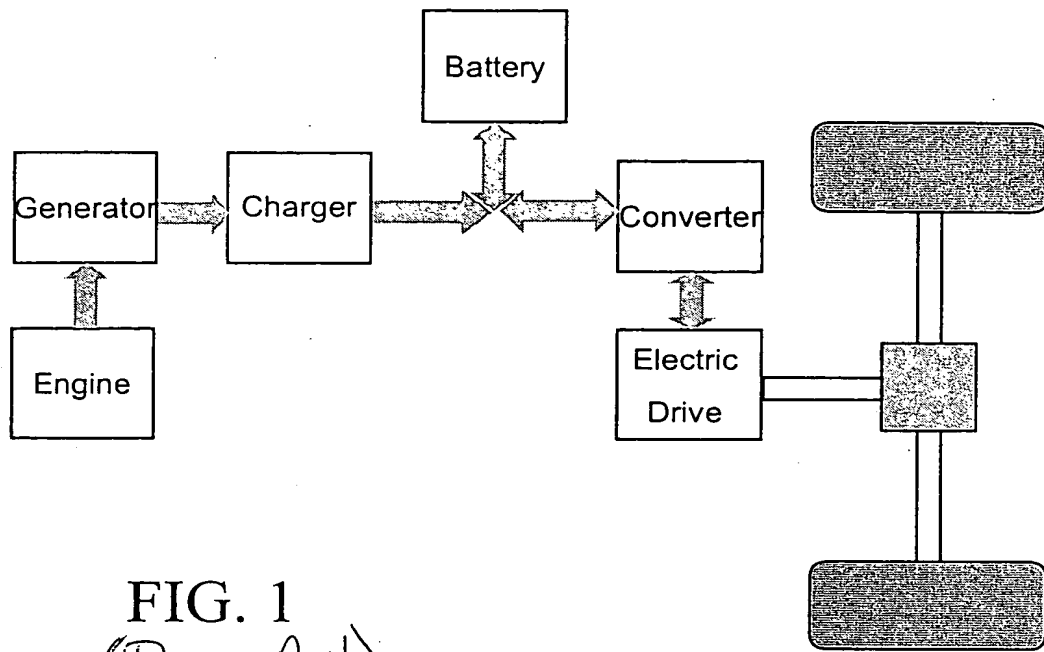 Battery
Generator
Charger
Converter
Engine
Electric
Drive
FIG. 1